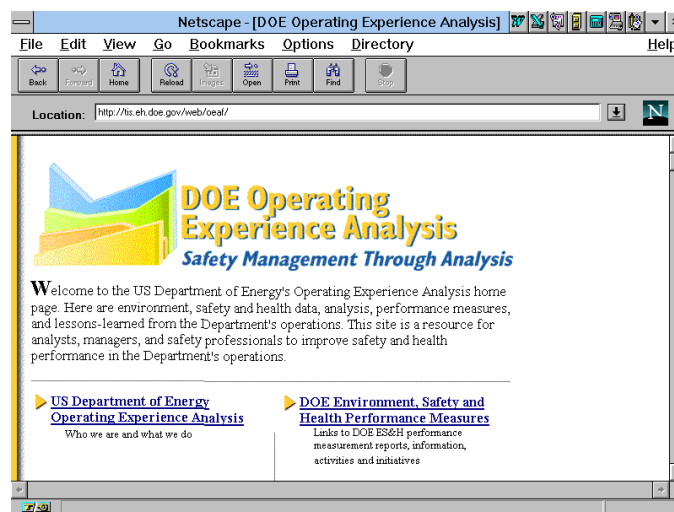 Netscape - [DOE Operating Experience Analysis]
File Edit View Go Bookmarks Options Directory Help
Back Forward Home Reload Images Open Print Find Stop
Location: http://tis.eh.doe.gov/web/oeaf/
N
DOE Operating
Experience Analysis
Safety Management Through Analysis
Welcome to the US Department of Energy's Operating Experience Analysis home
page. Here are environment, safety and health data, analysis, performance measures,
and lessons-learned from the Department's operations. This site is a resource for
analysts, managers, and safety professionals to improve safety and health
performance in the Department's operations.
US Department of Energy
Operating Experience Analysis
Who we are and what we do
DOE Environment, Safety and
Health Performance Measures
Links to DOE ES&H performance
measurement reports, information,
activities and initiatives